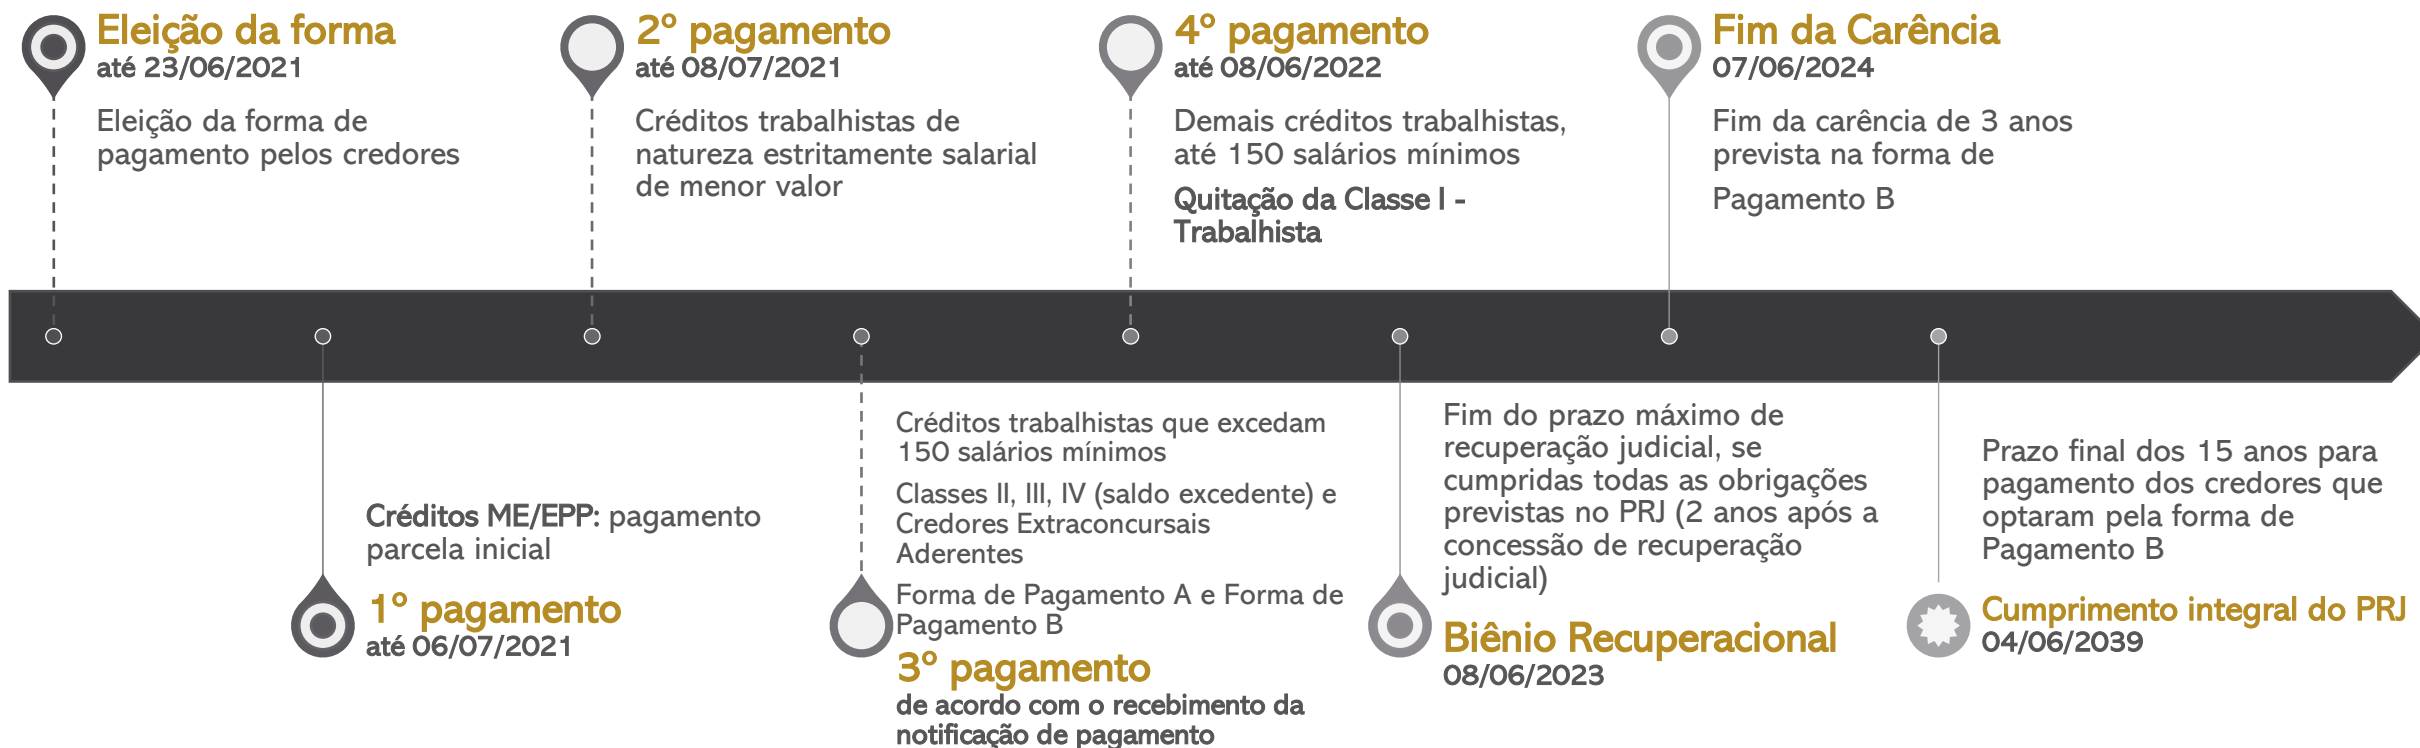 Eleição da forma
até 23/06/2021
Eleição da forma de
pagamento pelos credores
2º pagamento
até 08/07/2021
Créditos trabalhistas de
natureza estritamente salarial
de menor valor
4º pagamento
até 08/06/2022
Demais créditos trabalhistas,
até 150 salários mínimos
Quitação da Classe I -
Trabalhista
Fim da Carência
07/06/2024
Fim da carência de 3 anos
prevista na forma de
Pagamento B
Créditos ME/EPP: pagamento
parcela inicial
1º pagamento
até 06/07/2021
Créditos trabalhistas que excedam
150 salários mínimos
Classes II, III, IV (saldo excedente) e
Credores Extraconcursais
Aderentes
Forma de Pagamento A e Forma de
Pagamento B
3º pagamento
de acordo com o recebimento da
notificação de pagamento
Fim do prazo máximo de
recuperação judicial, se
cumpridas todas as obrigações
previstas no PRJ (2 anos após a
concessão de recuperação
judicial)
Biênio Recuperacional
08/06/2023
Prazo final dos 15 anos para
pagamento dos credores que
optaram pela forma de
Pagamento B
Cumprimento integral do PRJ
04/06/2039